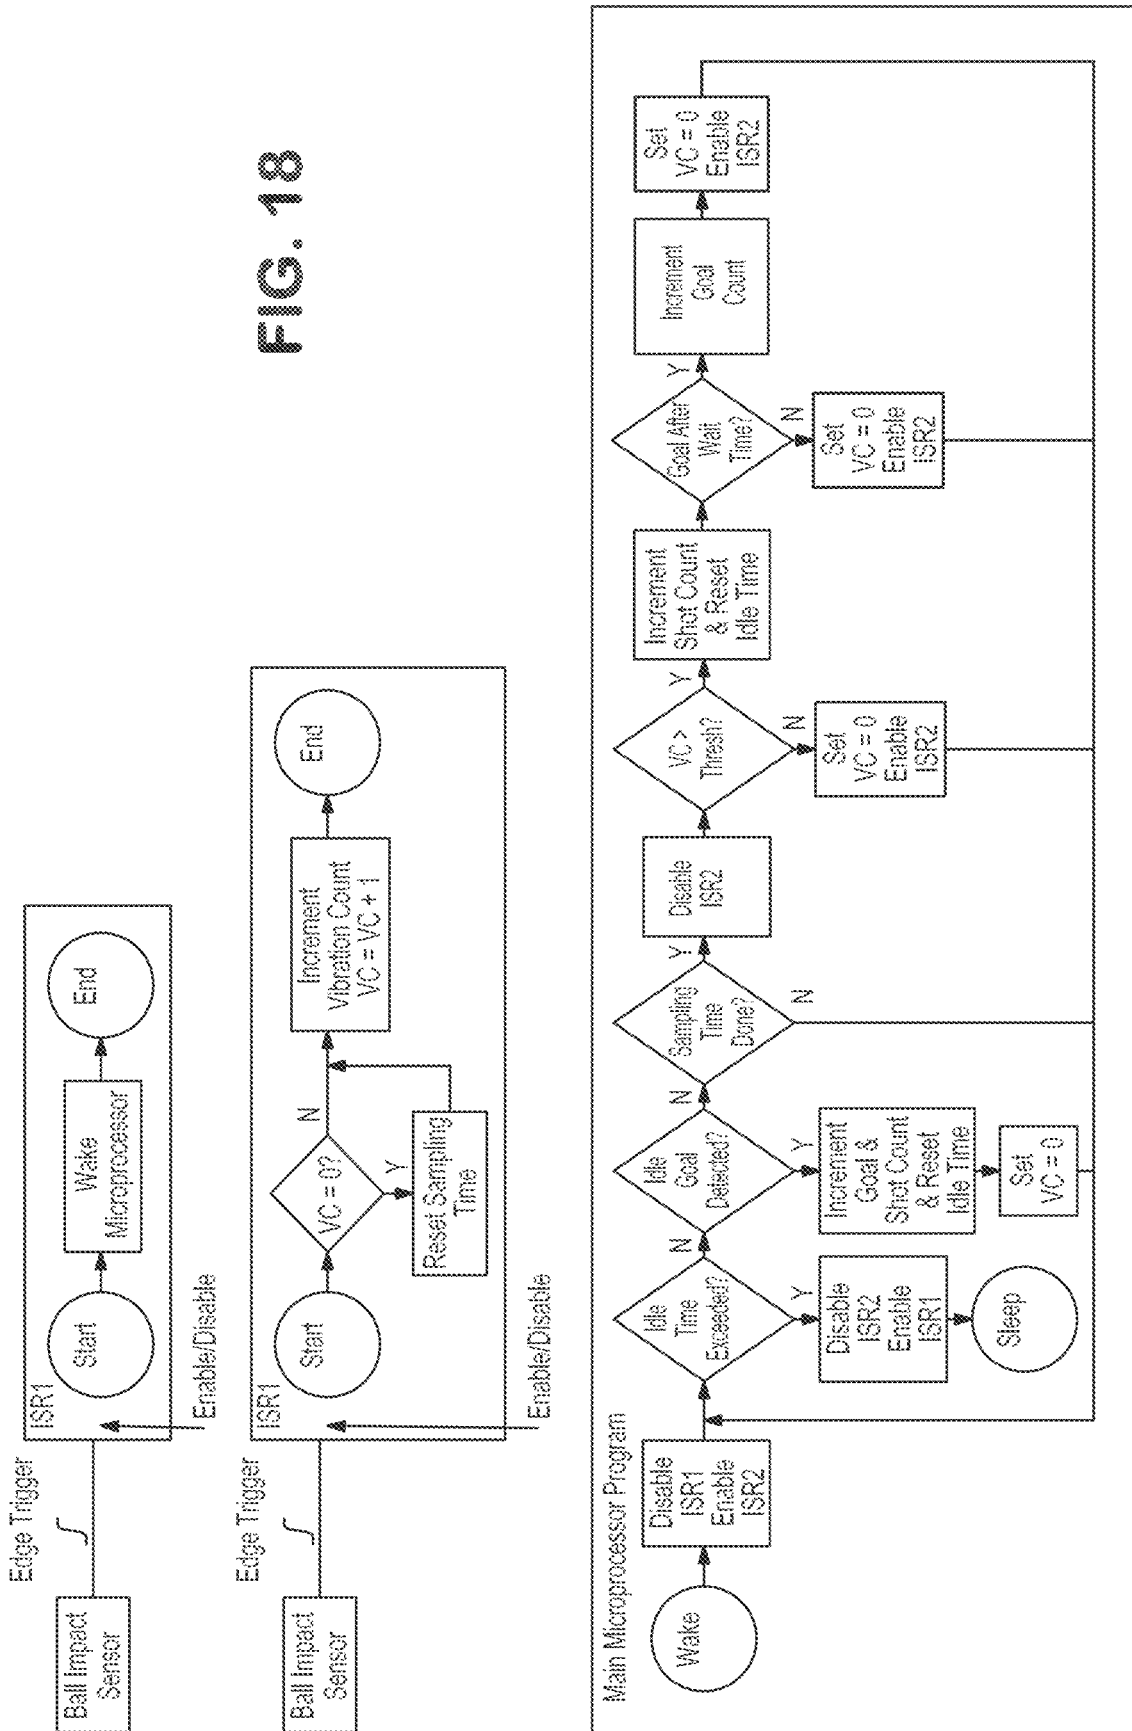 FIG. 18
Ball Impact
Sensor
Edge Trigger
ISR1
Start
Wake
Microprocessor
End
Enable/Disable
Ball Impact
Sensor
Edge Trigger
ISR1
Start
VC = 0?
N
Y
Reset Sampling
Time
Increment
Vibration Count
VC = VC + 1
End
Enable/Disable
Main Microprocessor Program
Wake
Disable
ISR1
Enable
ISR2
Idle
Time
Exceeded?
N
Y
Disable
ISR2
Enable
ISR1
Sleep
Idle
Goal
Detected?
N
Y
Increment
Goal &
Shot Count
& Reset
Idle Time
Set
VC = 0
Sampling
Time
Done?
Y
N
Disable
ISR2
VC >
Thresh?
Y
N
Set
VC = 0
Enable
ISR2
Increment
Shot Count
& Reset
Idle Time
Goal After
Wait
Time?
Y
N
Set
VC = 0
Enable
ISR2
Increment
Goal
Count
Set
VC = 0
Enable
ISR2